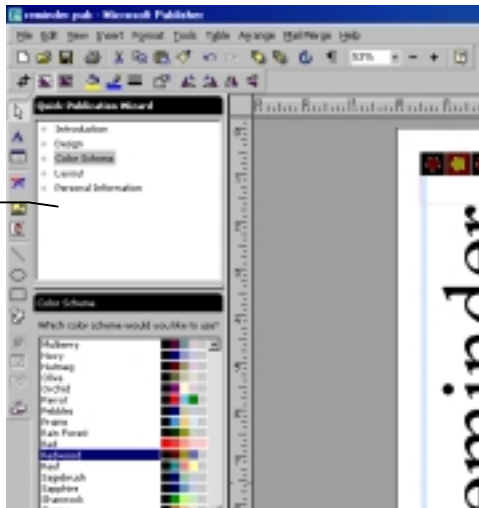 reminder.pub - Microsoft Publisher
File Edit View Insert Format Tools Table Arrange Mail Merge Help
53%
Quick Publication Wizard
Introduction
Design
Color Scheme
Layout
Personal Information
Color Scheme
Which color scheme would you like to use?
Mulberry
Navy
Nutmeg
Olive
Orchid
Parrot
Pebbles
Prairie
Rain Forest
Red
Redwood
Reef
Sagebrush
Sapphire
Shamrock
eminder